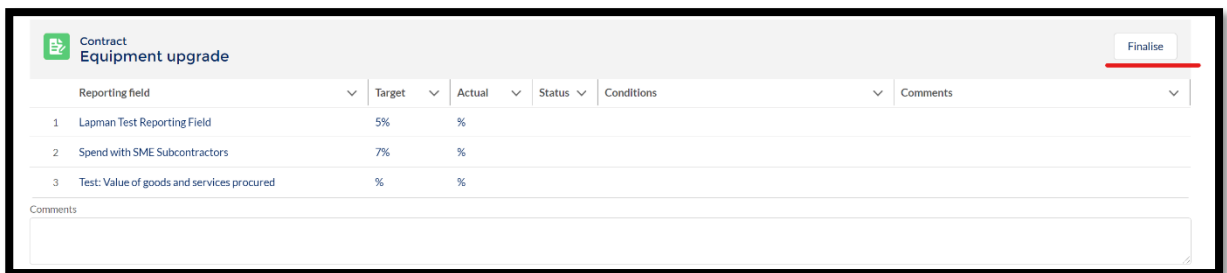 Contract
Equipment upgrade
Finalise
Reporting field Target Actual Status Conditions Comments
1 Lapman Test Reporting Field 5% %
2 Spend with SME Subcontractors 7% %
3 Test: Value of goods and services procured % %
Comments